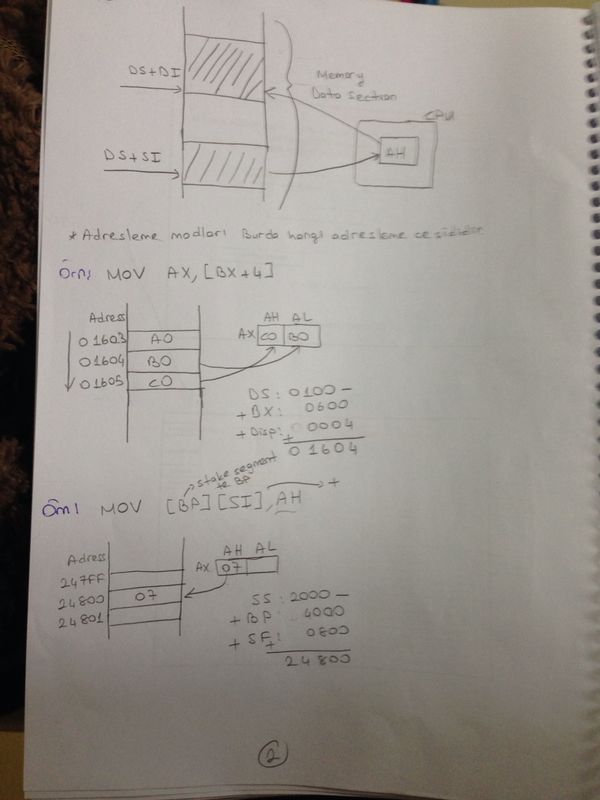 DS+DI
Memory
Data section
CPU
AH
DS+SI
* Adresleme modları Burda hangi adresleme çeşididir
Örn; MOV AX, [BX+4]
Adress
AH AL
01603 A0
AX C0 B0
01604 B0
01605 C0
DS: 0100 -
+ BX: 0600
+ Disp: 0004
+
01604
stake segment
te BP
Örn1 MOV [BP][SI], AH +
Adress
AH AL
AX 07
247FF
24800 07
24801
SS: 2000 -
+ BP: 4000
+ SF: 0800
+
24800
2